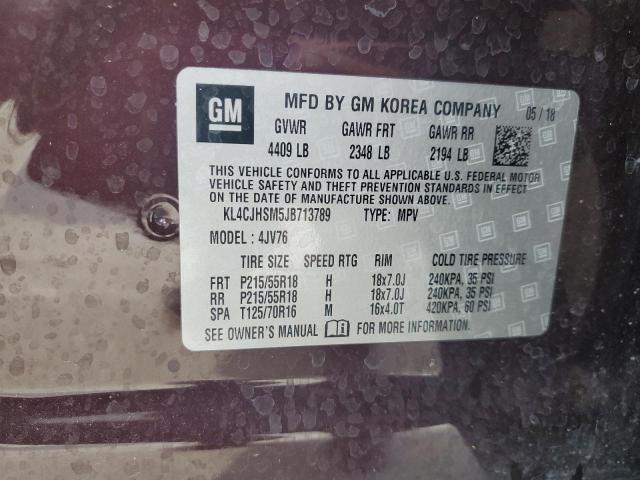 GM
MFD BY GM KOREA COMPANY 05 / 18
GVWR GAWR FRT GAWR RR
4409 LB 2348 LB 2194 LB
THIS VEHICLE CONFORMS TO ALL APPLICABLE U.S. FEDERAL MOTOR
VEHICLE SAFETY AND THEFT PREVENTION STANDARDS IN EFFECT
ON THE DATE OF MANUFACTURE SHOWN ABOVE.
KL4CJHSM5JB713789 TYPE: MPV
MODEL: 4JV76
TIRE SIZE SPEED RTG RIM COLD TIRE PRESSURE
FRT P215/55R18 H 18x7.0J 240KPA, 35 PSI
RR P215/55R18 H 18x7.0J 240KPA, 35 PSI
SPA T125/70R16 M 16x4.0T 420KPA, 60 PSI
SEE OWNER'S MANUAL FOR MORE INFORMATION.